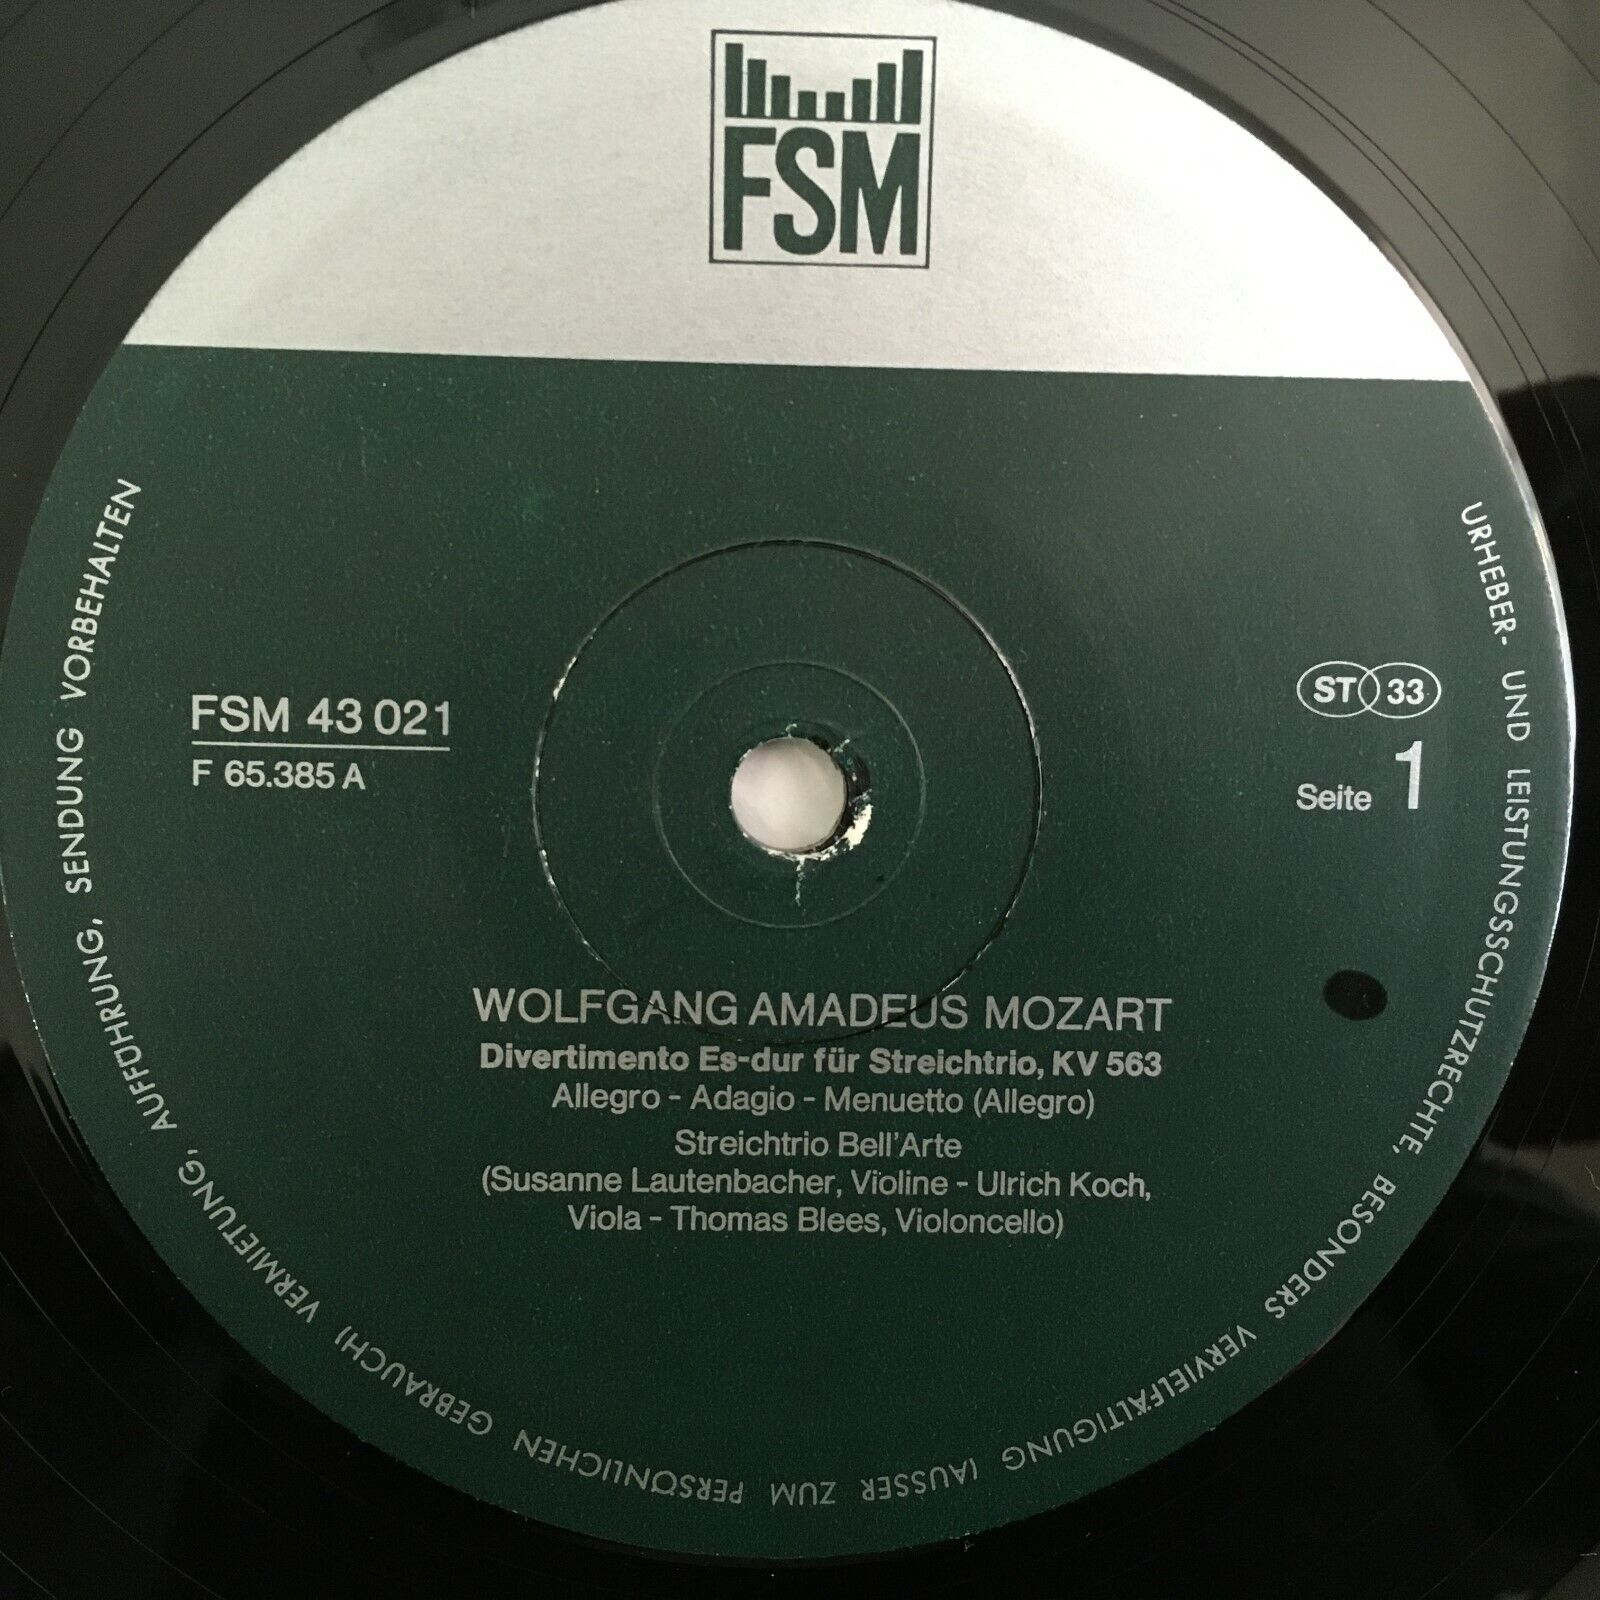 FSM
FSM 43 021
F 65.385 A
ST 33
Seite 1
WOLFGANG AMADEUS MOZART
Divertimento Es-dur für Streichtrio, KV 563
Allegro – Adagio – Menuetto (Allegro)
Streichtrio Bell'Arte
(Susanne Lautenbacher, Violine – Ulrich Koch,
Viola – Thomas Blees, Violoncello)
URHEBER- UND LEISTUNGSSCHUTZRECHTE, BESONDERS VERVIELFÄLTIGUNG (AUSSER ZUM PERSÖNLICHEN GEBRAUCH) VERMIETUNG, AUFFÜHRUNG, SENDUNG VORBEHALTEN